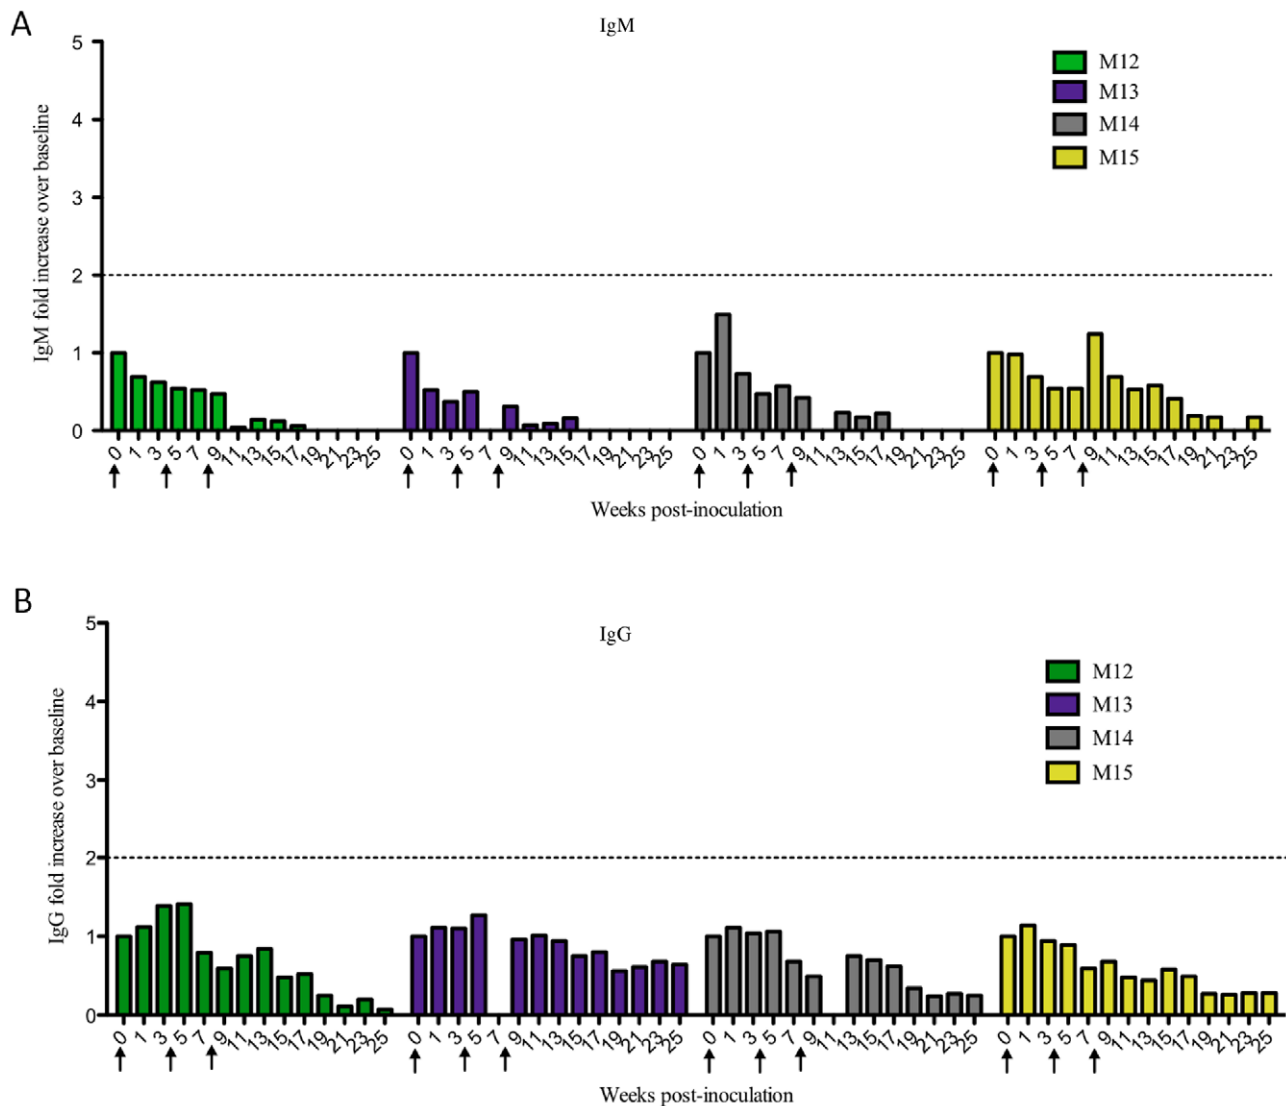 A
IgM
IgM fold increase over baseline
5
4
3
2
1
0
M12
M13
M14
M15
0 1 3 5 7 9 11 13 15 17 19 21 23 25 0 1 3 5 7 9 11 13 15 17 19 21 23 25 0 1 3 5 7 9 11 13 15 17 19 21 23 25 0 1 3 5 7 9 11 13 15 17 19 21 23 25
Weeks post-inoculation
B
IgG
IgG fold increase over baseline
5
4
3
2
1
0
M12
M13
M14
M15
0 1 3 5 7 9 11 13 15 17 19 21 23 25 0 1 3 5 7 9 11 13 15 17 19 21 23 25 0 1 3 5 7 9 11 13 15 17 19 21 23 25 0 1 3 5 7 9 11 13 15 17 19 21 23 25
Weeks post-inoculation